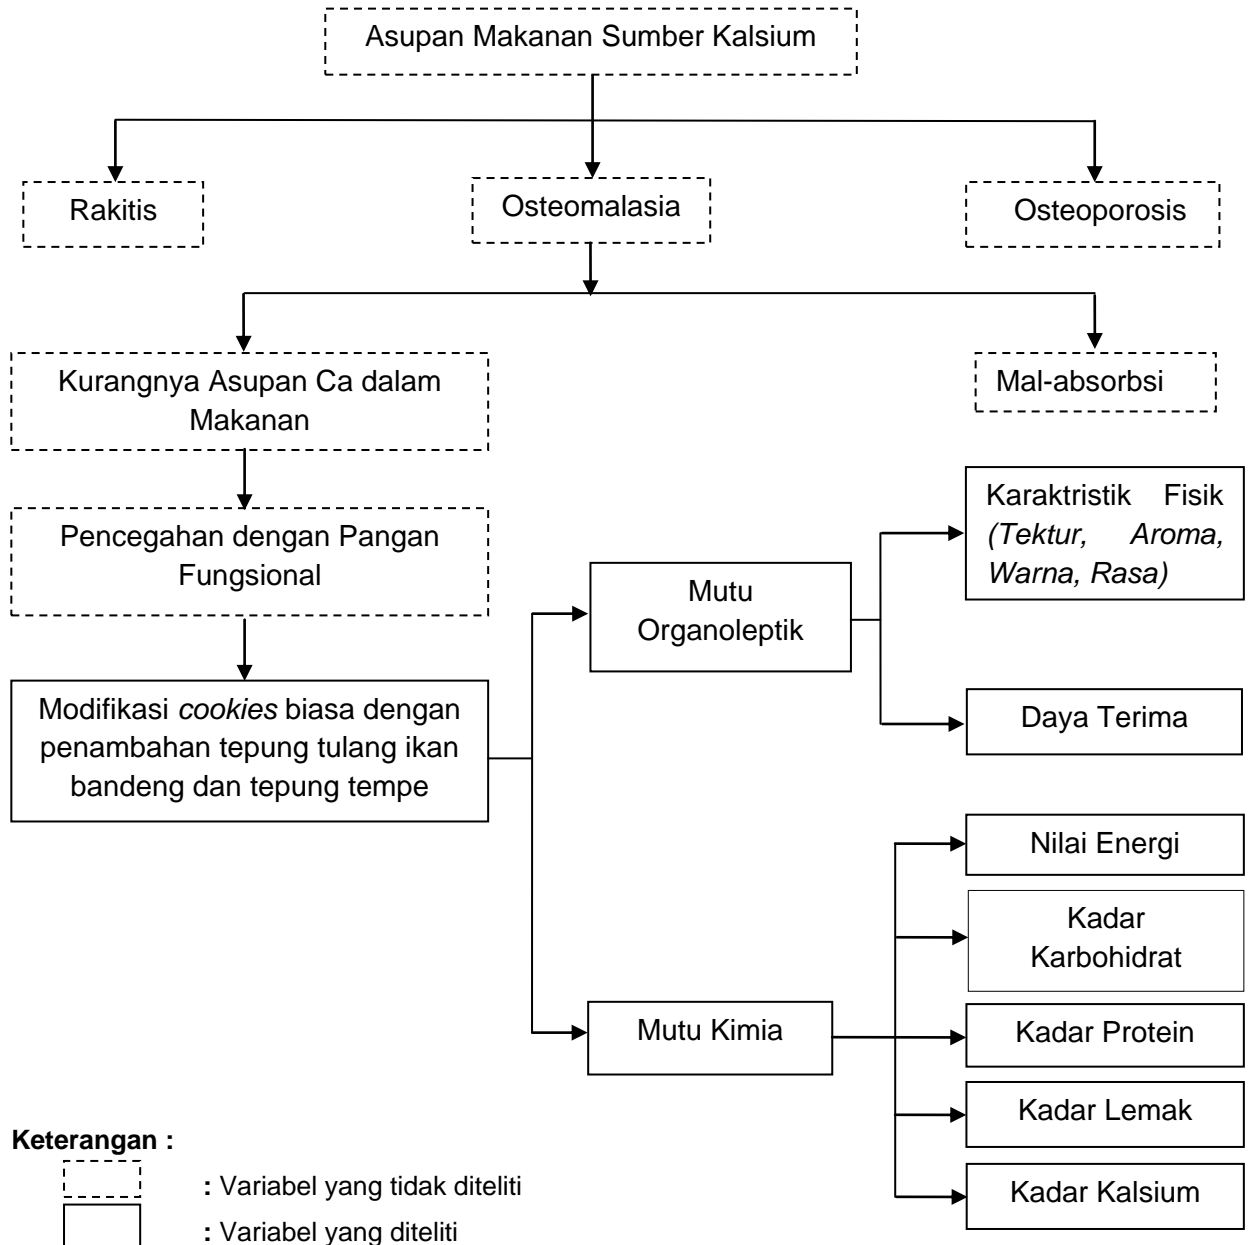 Asupan Makanan Sumber Kalsium
Rakitis
Osteomalasia
Osteoporosis
Kurangnya Asupan Ca dalam
Makanan
Mal-absorbsi
Pencegahan dengan Pangan
Fungsional
Modifikasi cookies biasa dengan
penambahan tepung tulang ikan
bandeng dan tepung tempe
Mutu
Organoleptik
Karaktristik Fisik
(Tektur, Aroma,
Warna, Rasa)
Daya Terima
Mutu Kimia
Nilai Energi
Kadar
Karbohidrat
Kadar Protein
Kadar Lemak
Kadar Kalsium
Keterangan :
: Variabel yang tidak diteliti
: Variabel yang diteliti